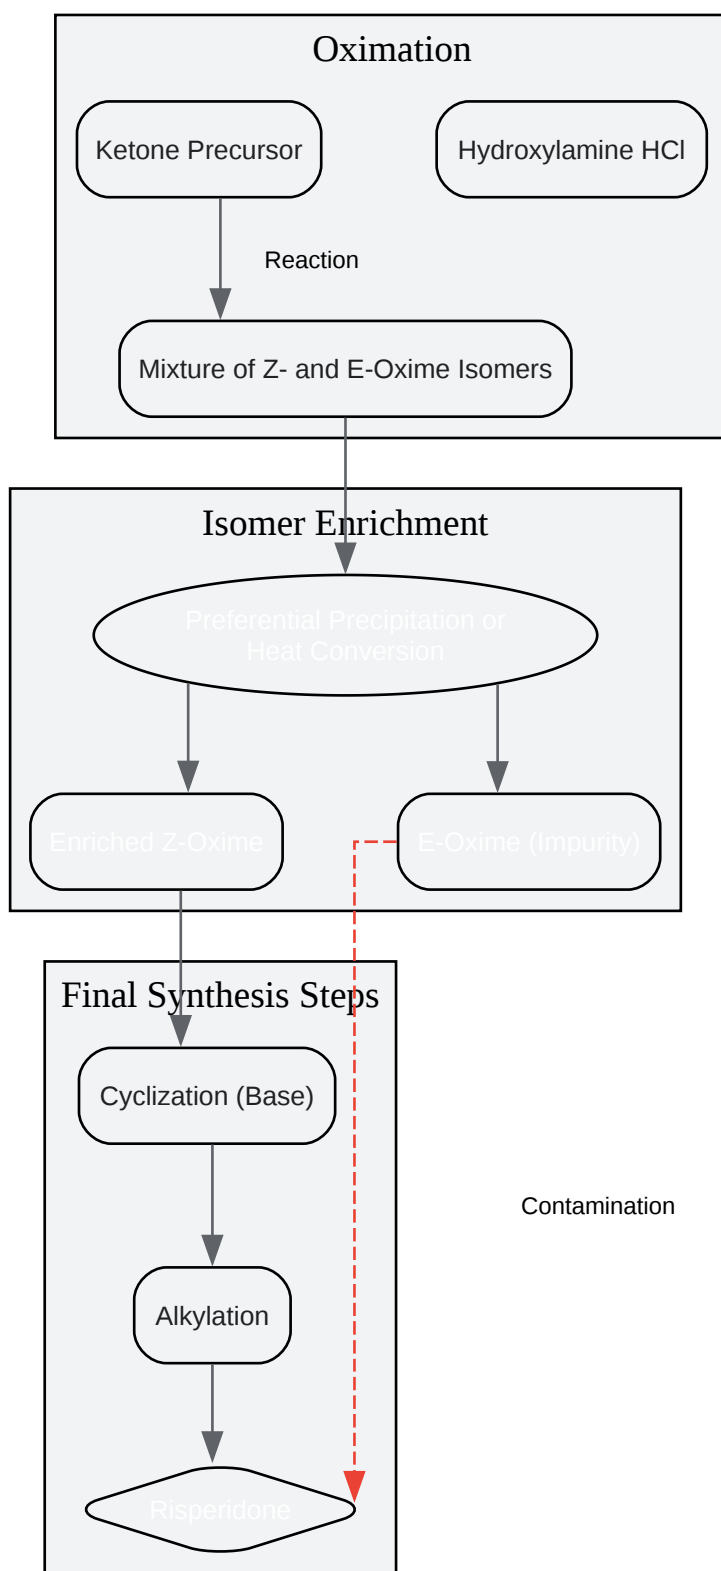 Oximation
Ketone Precursor
Hydroxylamine HCl
Reaction
Mixture of Z- and E-Oxime Isomers
Isomer Enrichment
Preferential Precipitation or
Heat Conversion
Enriched Z-Oxime
E-Oxime (Impurity)
Final Synthesis Steps
Cyclization (Base)
Contamination
Alkylation
Risperidone